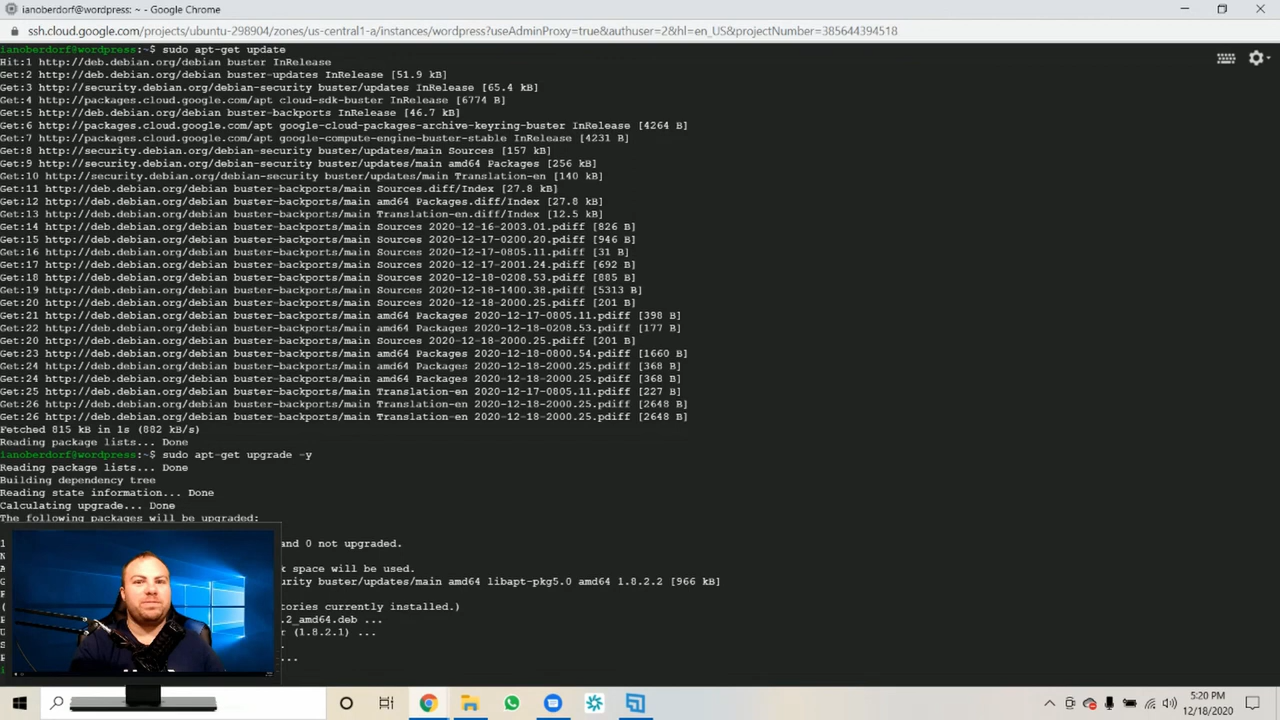 ianoberdorf@wordpress: ~ - Google Chrome
ssh.cloud.google.com/projects/ubuntu-298904/zones/us-central1-a/instances/wordpress?useAdminProxy=true&authuser=2&hl=en_US&projectNumber=385644394518
ianoberdorf@wordpress:~$ sudo apt-get update
Hit:1 http://deb.debian.org/debian buster InRelease
Get:2 http://deb.debian.org/debian buster-updates InRelease [51.9 kB]
Get:3 http://security.debian.org/debian-security buster/updates InRelease [65.4 kB]
Get:4 http://packages.cloud.google.com/apt cloud-sdk-buster InRelease [6774 B]
Get:5 http://deb.debian.org/debian buster-backports InRelease [46.7 kB]
Get:6 http://packages.cloud.google.com/apt google-cloud-packages-archive-keyring-buster InRelease [4264 B]
Get:7 http://packages.cloud.google.com/apt google-compute-engine-buster-stable InRelease [4231 B]
Get:8 http://security.debian.org/debian-security buster/updates/main Sources [157 kB]
Get:9 http://security.debian.org/debian-security buster/updates/main amd64 Packages [256 kB]
Get:10 http://security.debian.org/debian-security buster/updates/main Translation-en [140 kB]
Get:11 http://deb.debian.org/debian buster-backports/main Sources.diff/Index [27.8 kB]
Get:12 http://deb.debian.org/debian buster-backports/main amd64 Packages.diff/Index [27.8 kB]
Get:13 http://deb.debian.org/debian buster-backports/main Translation-en.diff/Index [12.5 kB]
Get:14 http://deb.debian.org/debian buster-backports/main Sources 2020-12-16-2003.01.pdiff [826 B]
Get:15 http://deb.debian.org/debian buster-backports/main Sources 2020-12-17-0200.20.pdiff [946 B]
Get:16 http://deb.debian.org/debian buster-backports/main Sources 2020-12-17-0805.11.pdiff [31 B]
Get:17 http://deb.debian.org/debian buster-backports/main Sources 2020-12-17-2001.24.pdiff [692 B]
Get:18 http://deb.debian.org/debian buster-backports/main Sources 2020-12-18-0208.53.pdiff [885 B]
Get:19 http://deb.debian.org/debian buster-backports/main Sources 2020-12-18-1400.38.pdiff [5313 B]
Get:20 http://deb.debian.org/debian buster-backports/main Sources 2020-12-18-2000.25.pdiff [201 B]
Get:21 http://deb.debian.org/debian buster-backports/main amd64 Packages 2020-12-17-0805.11.pdiff [398 B]
Get:22 http://deb.debian.org/debian buster-backports/main amd64 Packages 2020-12-18-0208.53.pdiff [177 B]
Get:20 http://deb.debian.org/debian buster-backports/main Sources 2020-12-18-2000.25.pdiff [201 B]
Get:23 http://deb.debian.org/debian buster-backports/main amd64 Packages 2020-12-18-0800.54.pdiff [1660 B]
Get:24 http://deb.debian.org/debian buster-backports/main amd64 Packages 2020-12-18-2000.25.pdiff [368 B]
Get:24 http://deb.debian.org/debian buster-backports/main amd64 Packages 2020-12-18-2000.25.pdiff [368 B]
Get:25 http://deb.debian.org/debian buster-backports/main Translation-en 2020-12-17-0805.11.pdiff [227 B]
Get:26 http://deb.debian.org/debian buster-backports/main Translation-en 2020-12-18-2000.25.pdiff [2648 B]
Get:26 http://deb.debian.org/debian buster-backports/main Translation-en 2020-12-18-2000.25.pdiff [2648 B]
Fetched 815 kB in 1s (882 kB/s)
Reading package lists... Done
ianoberdorf@wordpress:~$ sudo apt-get upgrade -y
Reading package lists... Done
Building dependency tree
Reading state information... Done
Calculating upgrade... Done
The following packages will be upgraded:
1 and 0 not upgraded.
N
A k space will be used.
G urity buster/updates/main amd64 libapt-pkg5.0 amd64 1.8.2.2 [966 kB]
F
( tories currently installed.)
P .2_amd64.deb ...
U r (1.8.2.1) ...
S .
P ...
5:20 PM
12/18/2020